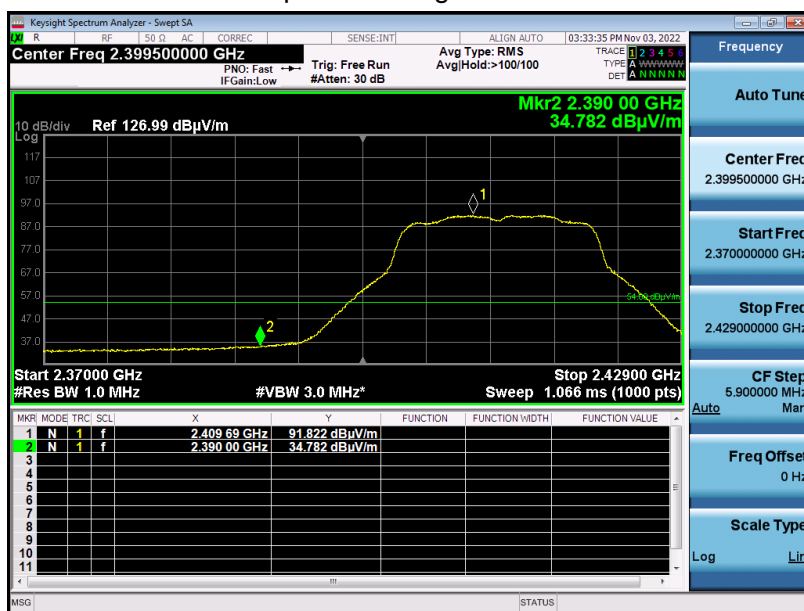 Keysight Spectrum Analyzer - Swept SA
LXI R RF 50 Ω AC CORREC SENSE:INT ALIGN AUTO 03:33:35 PM Nov 03, 2022
Center Freq 2.399500000 GHz
PNO: Fast
IFGain:Low
Trig: Free Run
#Atten: 30 dB
Avg Type: RMS
Avg|Hold:>100/100
TRACE 1 2 3 4 5 6
TYPE A WWWWW
DET A N N N N N
Mkr2 2.390 00 GHz
34.782 dBµV/m
10 dB/div Ref 126.99 dBµV/m
Log
117
107
97.0
87.0
77.0
67.0
57.0
47.0
37.0
1
2
Start 2.37000 GHz Stop 2.42900 GHz
#Res BW 1.0 MHz #VBW 3.0 MHz* Sweep 1.066 ms (1000 pts)
MKR MODE TRC SCL X Y FUNCTION FUNCTION WIDTH FUNCTION VALUE
1 N 1 f 2.409 69 GHz 91.822 dBµV/m
2 N 1 f 2.390 00 GHz 34.782 dBµV/m
3
4
5
6
7
8
9
10
11
MSG STATUS
Frequency
Auto Tune
Center Freq
2.399500000 GHz
Start Freq
2.370000000 GHz
Stop Freq
2.429000000 GHz
CF Step
5.900000 MHz
Auto Man
Freq Offset
0 Hz
Scale Type
Log Lin